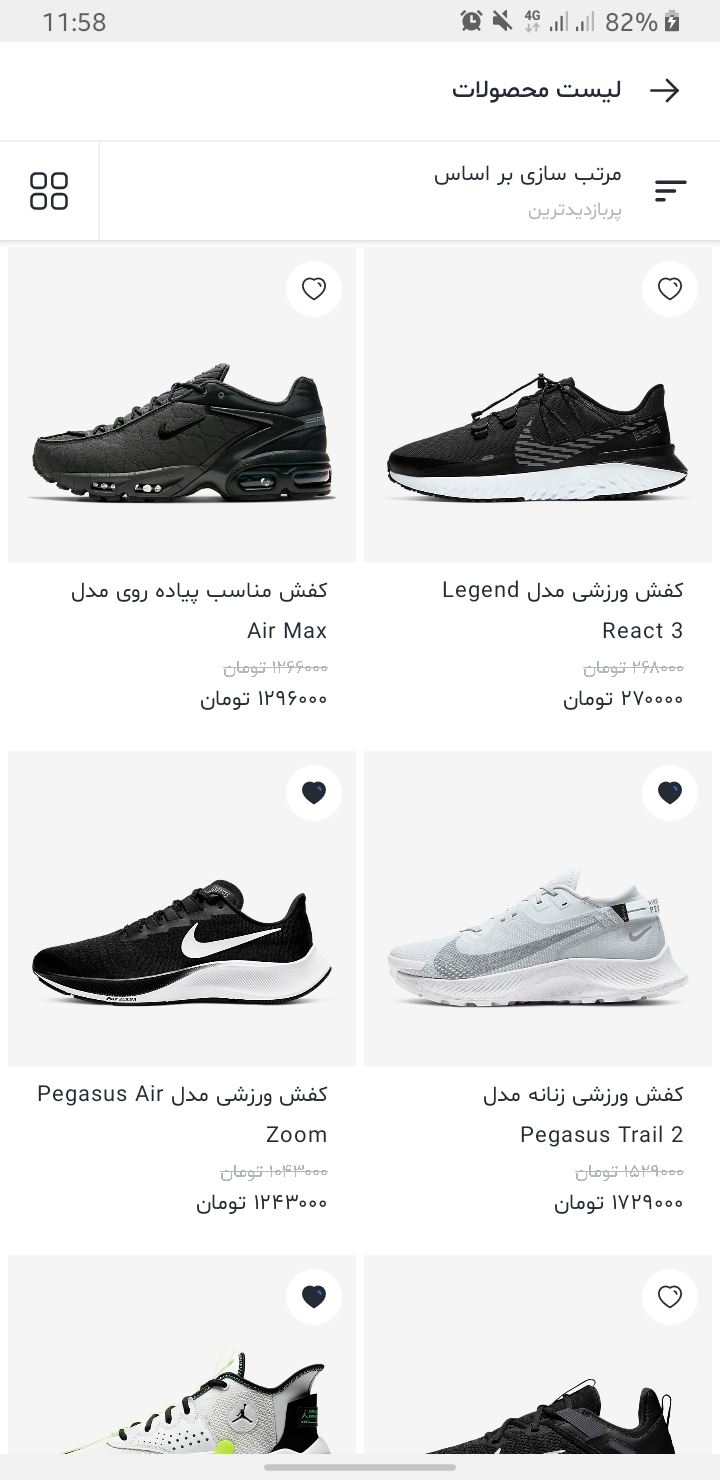 11:58
4G
82%
لیست محصولات
مرتب سازی بر اساس
پربازدیدترین
کفش ورزشی مدل Legend
React 3
۲۶۸۰۰۰ تومان
۲۷۰۰۰۰ تومان
کفش مناسب پیاده روی مدل
Air Max
۱۲۶۶۰۰۰ تومان
۱۲۹۶۰۰۰ تومان
کفش ورزشی زنانه مدل
Pegasus Trail 2
۱۵۲۹۰۰۰ تومان
۱۷۲۹۰۰۰ تومان
کفش ورزشی مدل Pegasus Air
Zoom
۱۰۴۳۰۰۰ تومان
۱۲۴۳۰۰۰ تومان